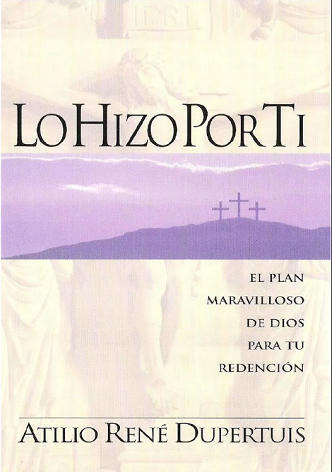 LO HIZO POR TI
EL PLAN
MARAVILLOSO
DE DIOS
PARA TU
REDENCIÓN
ATILIO RENÉ DUPERTUIS